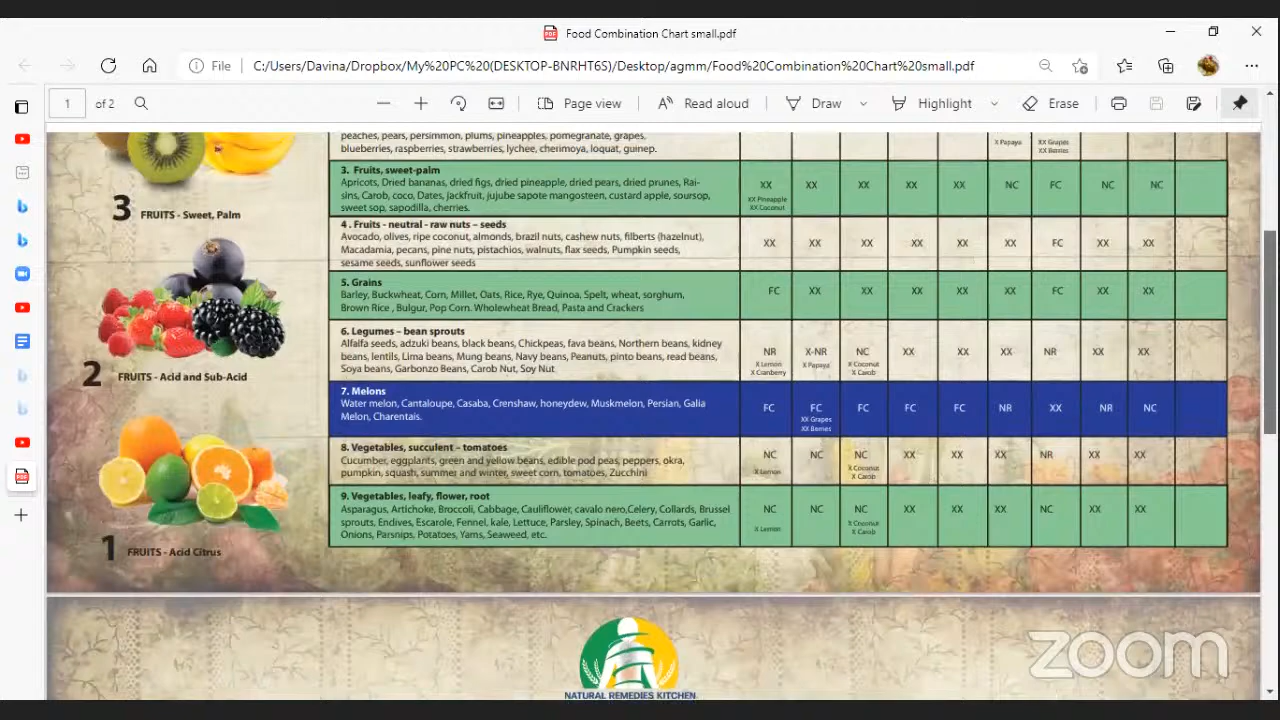 Food Combination Chart small.pdf
File
C:/Users/Davina/Dropbox/My%20PC%20(DESKTOP-BNRHT6S)/Desktop/agmm/Food%20Combination%20Chart%20small.pdf
1 of 2
Page view
Read aloud
Draw
Highlight
Erase
peaches, pears, persimmon, plums, pineapples, pomegranate, grapes,
blueberries, raspberries, strawberries, lychee, cherimoya, loquat, guinep.
X Papaya
XX Grapes
XX Berries
3. Fruits, sweet-palm
Apricots, Dried bananas, dried figs, dried pineapple, dried pears, dried prunes, Rai-
sins, Carob, coco, Dates, jackfruit, jujube sapote mangosteen, custard apple, soursop,
sweet sop, sapodilla, cherries.
XX XX XX XX XX NC FC NC NC
XX Pineapple
XX Coconut
4 . Fruits - neutral - raw nuts – seeds
Avocado, olives, ripe coconut, almonds, brazil nuts, cashew nuts, filberts (hazelnut),
Macadamia, pecans, pine nuts, pistachios, walnuts, flax seeds, Pumpkin seeds,
sesame seeds, sunflower seeds
XX XX XX XX XX XX FC XX XX
5. Grains
Barley, Buckwheat, Corn, Millet, Oats, Rice, Rye, Quinoa, Spelt, wheat, sorghum,
Brown Rice , Bulgur, Pop Corn. Wholewheat Bread, Pasta and Crackers
FC XX XX XX XX XX FC XX XX
6. Legumes – bean sprouts
Alfalfa seeds, adzuki beans, black beans, Chickpeas, fava beans, Northern beans, kidney
beans, lentils, Lima beans, Mung beans, Navy beans, Peanuts, pinto beans, read beans,
Soya beans, Garbonzo Beans, Carob Nut, Soy Nut
NR X-NR NC XX XX XX NR XX XX
X Lemon X Papaya X Coconut
X Cranberry X Carob
7. Melons
Water melon, Cantaloupe, Casaba, Crenshaw, honeydew, Muskmelon, Persian, Galia
Melon, Charentais.
FC FC FC FC FC NR XX NR NC
XX Grapes
XX Berries
8. Vegetables, succulent – tomatoes
Cucumber, eggplants, green and yellow beans, edible pod peas, peppers, okra,
pumpkin, squash, summer and winter, sweet corn, tomatoes, Zucchini
NC NC NC XX XX XX NR XX XX
X Lemon X Coconut
X Carob
9. Vegetables, leafy, flower, root
Asparagus, Artichoke, Broccoli, Cabbage, Cauliflower, cavalo nero,Celery, Collards, Brussel
sprouts, Endives, Escarole, Fennel, kale, Lettuce, Parsley, Spinach, Beets, Carrots, Garlic,
Onions, Parsnips, Potatoes, Yams, Seaweed, etc.
NC NC NC XX XX XX NC XX XX
X Lemon X Coconut
X Carob
3 FRUITS - Sweet, Palm
2 FRUITS - Acid and Sub-Acid
1 FRUITS - Acid Citrus
NATURAL REMEDIES KITCHEN
zoom